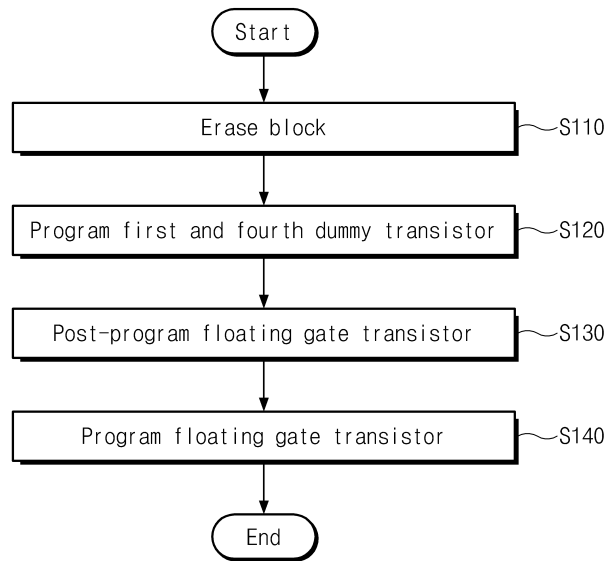 Start
Erase block
S110
Program first and fourth dummy transistor
S120
Post-program floating gate transistor
S130
Program floating gate transistor
S140
End